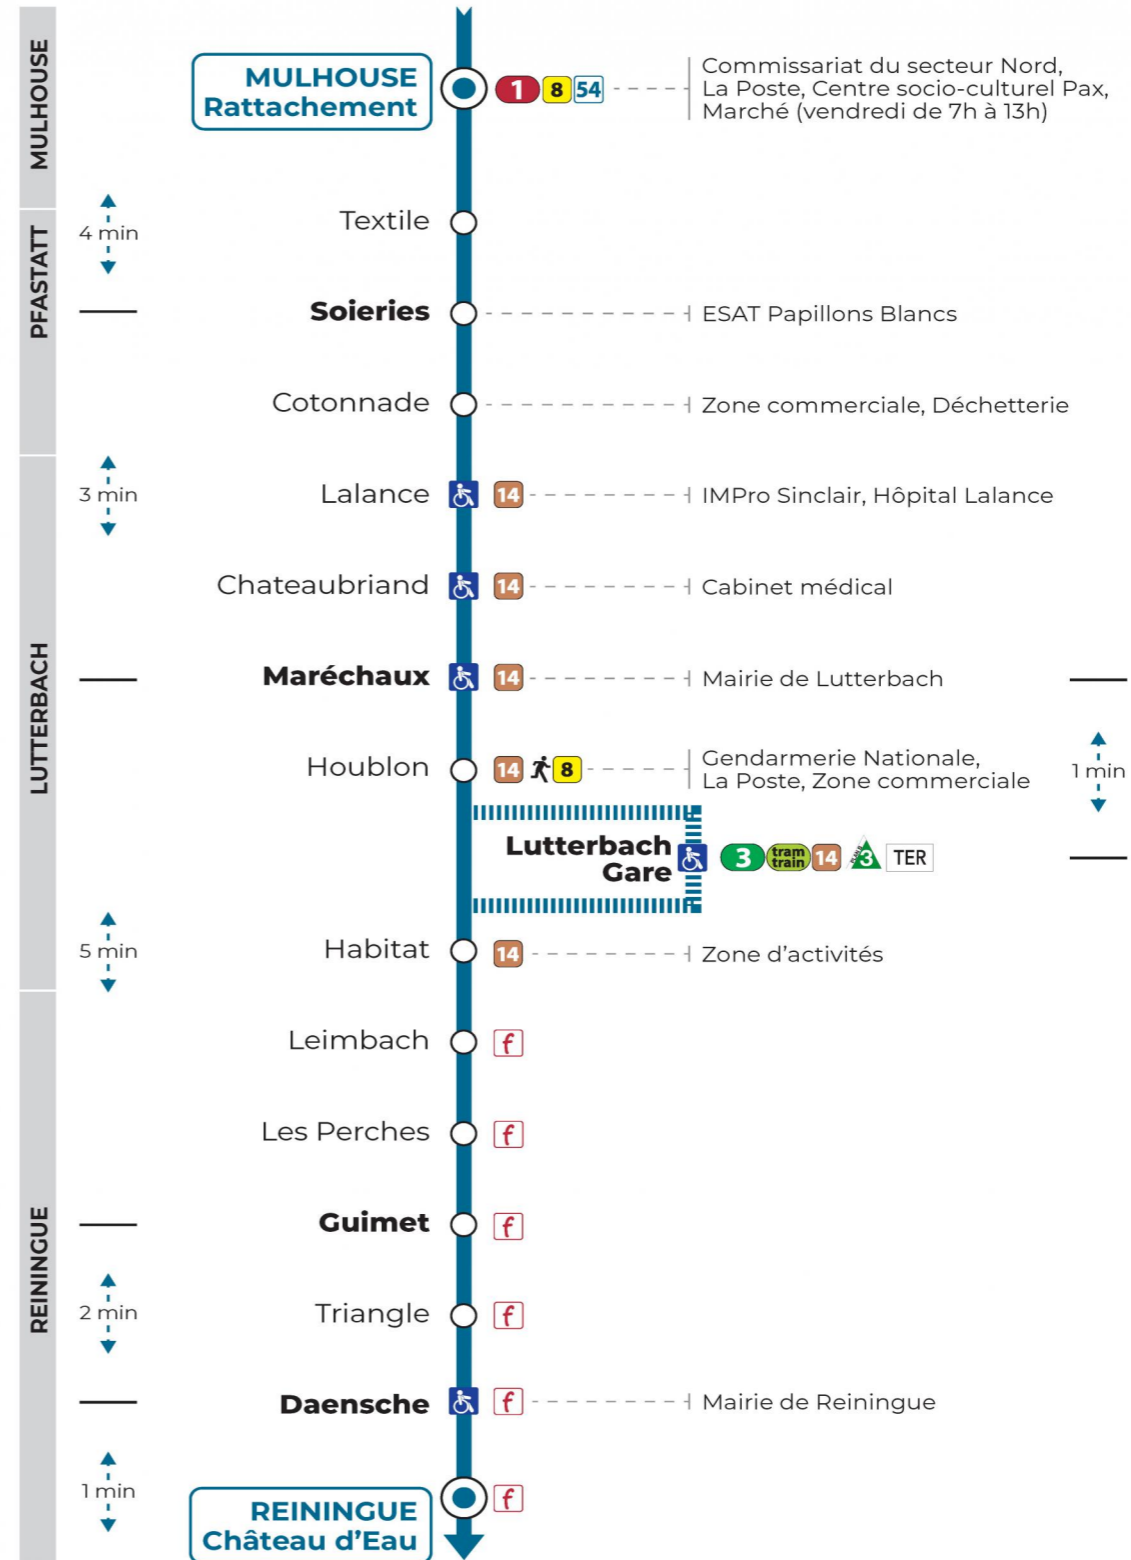 MULHOUSE
MULHOUSE
Rattachement
1 8 54
Commissariat du secteur Nord,
La Poste, Centre socio-culturel Pax,
Marché (vendredi de 7h à 13h)
PFASTATT
4 min
Textile
Soieries
ESAT Papillons Blancs
Cotonnade
Zone commerciale, Déchetterie
LUTTERBACH
3 min
Lalance
14
IMPro Sinclair, Hôpital Lalance
Chateaubriand
14
Cabinet médical
Maréchaux
14
Mairie de Lutterbach
Houblon
14 8
Gendarmerie Nationale,
La Poste, Zone commerciale
1 min
Lutterbach
Gare
3 tram train 14 3 TER
5 min
Habitat
14
Zone d'activités
REININGUE
Leimbach
f
Les Perches
f
Guimet
f
2 min
Triangle
f
Daensche
f
Mairie de Reiningue
1 min
REININGUE
Château d'Eau
f